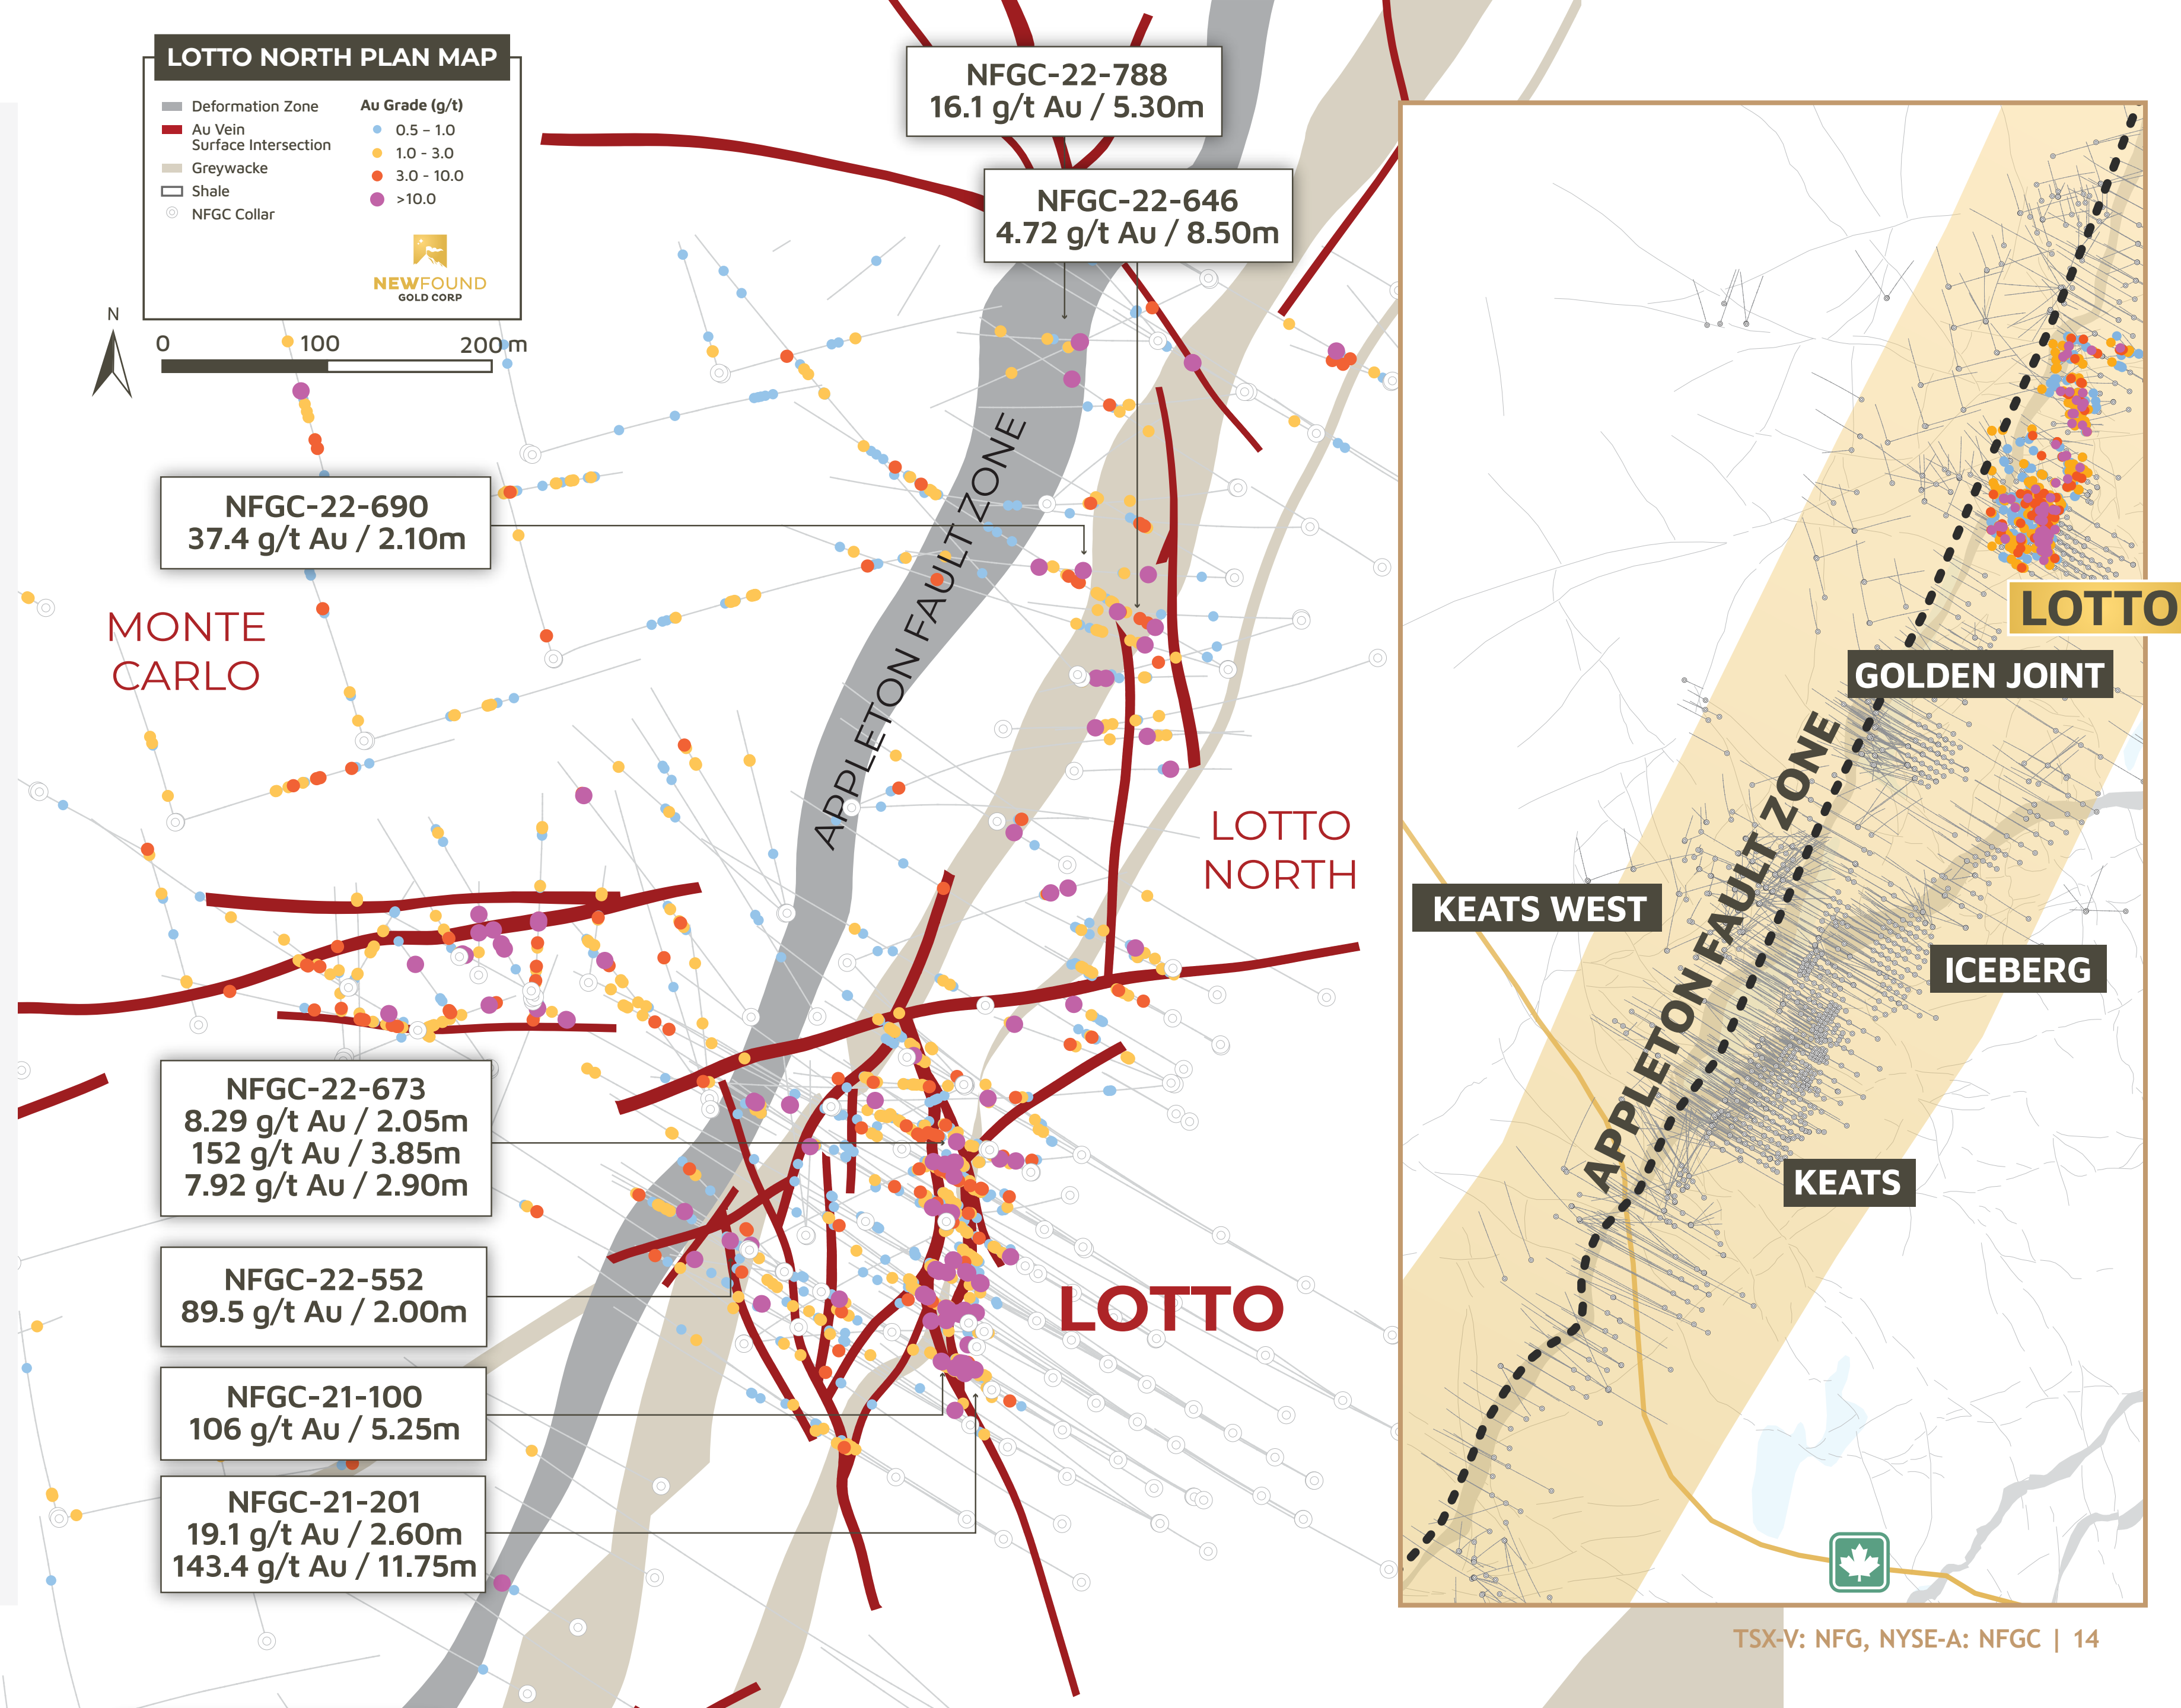 LOTTO NORTH PLAN MAP
Deformation Zone
Au Vein
Surface Intersection
Greywacke
Shale
NFGC Collar
Au Grade (g/t)
0.5 – 1.0
1.0 - 3.0
3.0 - 10.0
>10.0
NEWFOUND
GOLD CORP
N
0 100 200m
NFGC-22-788
16.1 g/t Au / 5.30m
NFGC-22-646
4.72 g/t Au / 8.50m
NFGC-22-690
37.4 g/t Au / 2.10m
MONTE
CARLO
APPLETON FAULT ZONE
LOTTO
NORTH
NFGC-22-673
8.29 g/t Au / 2.05m
152 g/t Au / 3.85m
7.92 g/t Au / 2.90m
NFGC-22-552
89.5 g/t Au / 2.00m
NFGC-21-100
106 g/t Au / 5.25m
NFGC-21-201
19.1 g/t Au / 2.60m
143.4 g/t Au / 11.75m
LOTTO
LOTTO
GOLDEN JOINT
APPLETON FAULT ZONE
KEATS WEST
ICEBERG
KEATS
TSX-V: NFG, NYSE-A: NFGC | 14